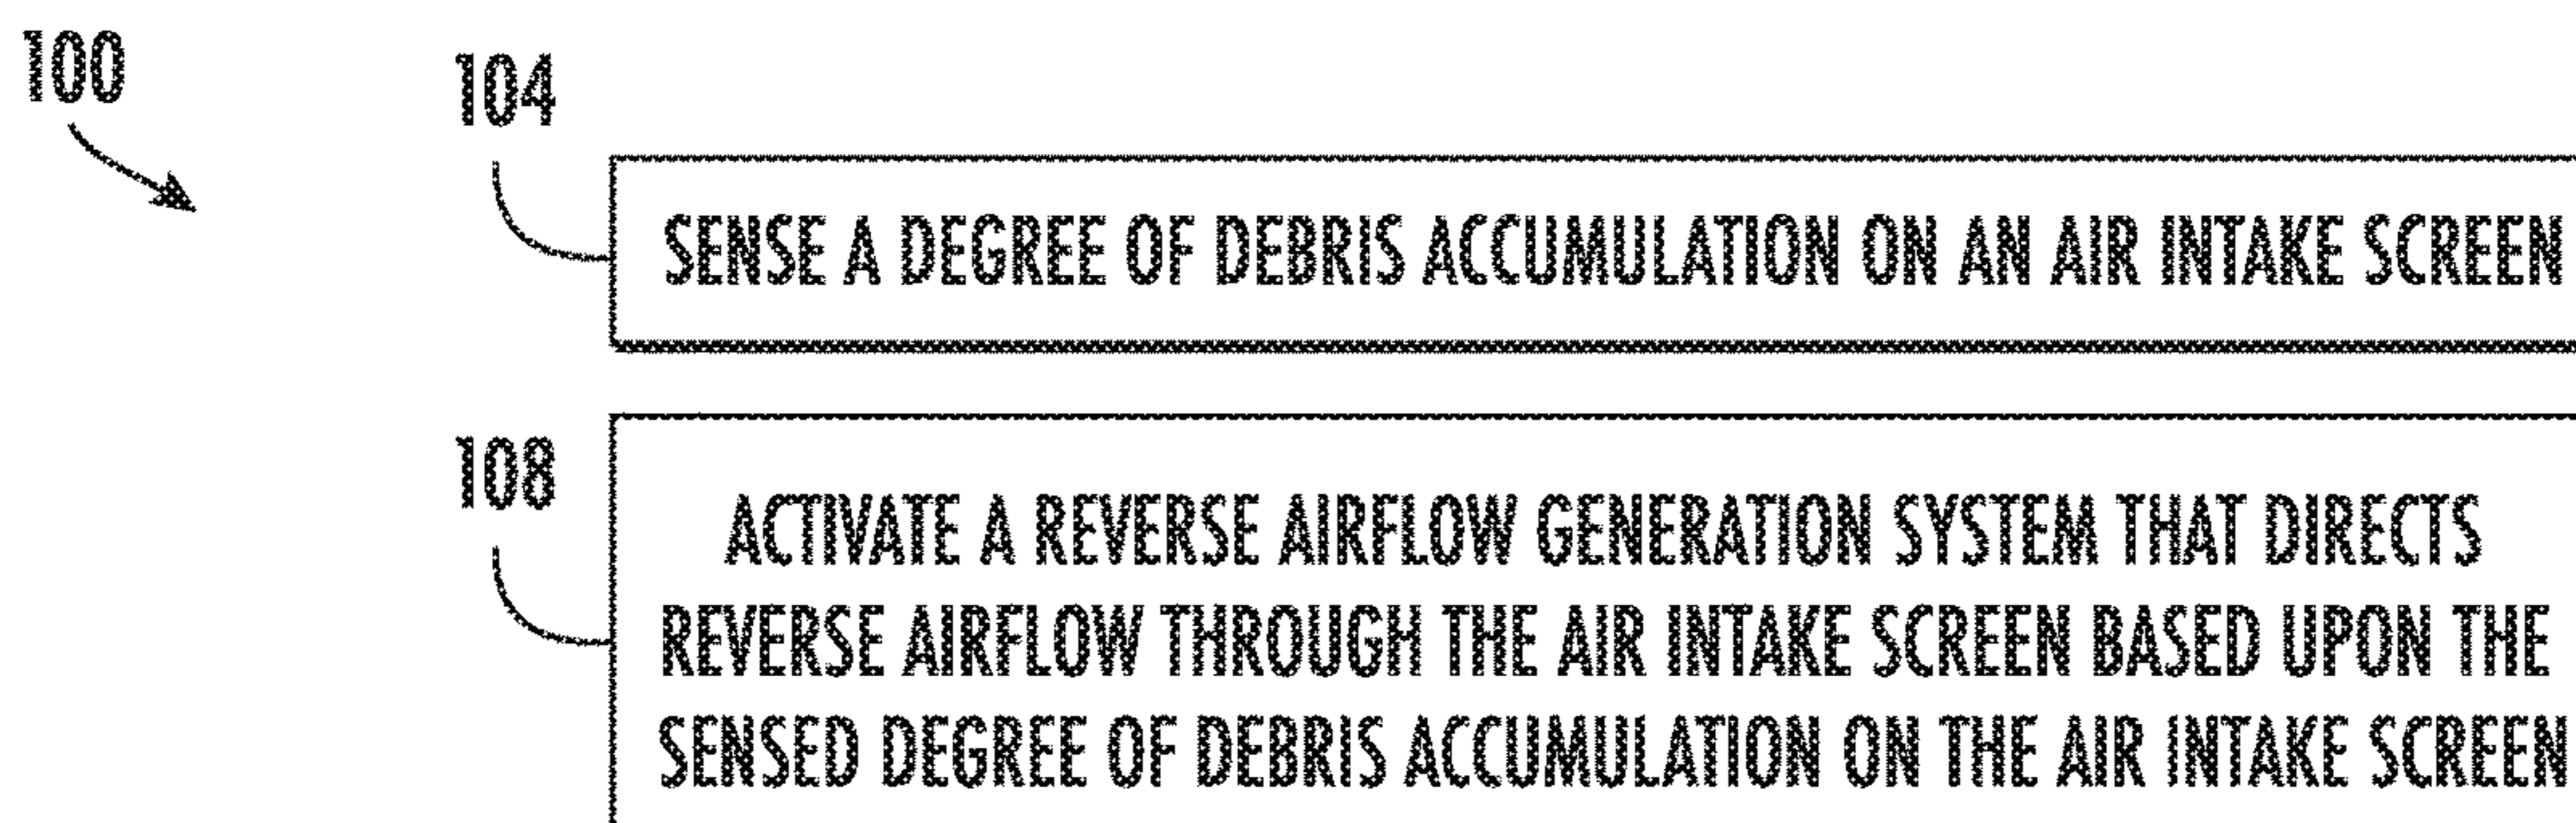 100
104
SENSE A DEGREE OF DEBRIS ACCUMULATION ON AN AIR INTAKE SCREEN
108
ACTIVATE A REVERSE AIRFLOW GENERATION SYSTEM THAT DIRECTS
REVERSE AIRFLOW THROUGH THE AIR INTAKE SCREEN BASED UPON THE
SENSED DEGREE OF DEBRIS ACCUMULATION ON THE AIR INTAKE SCREEN